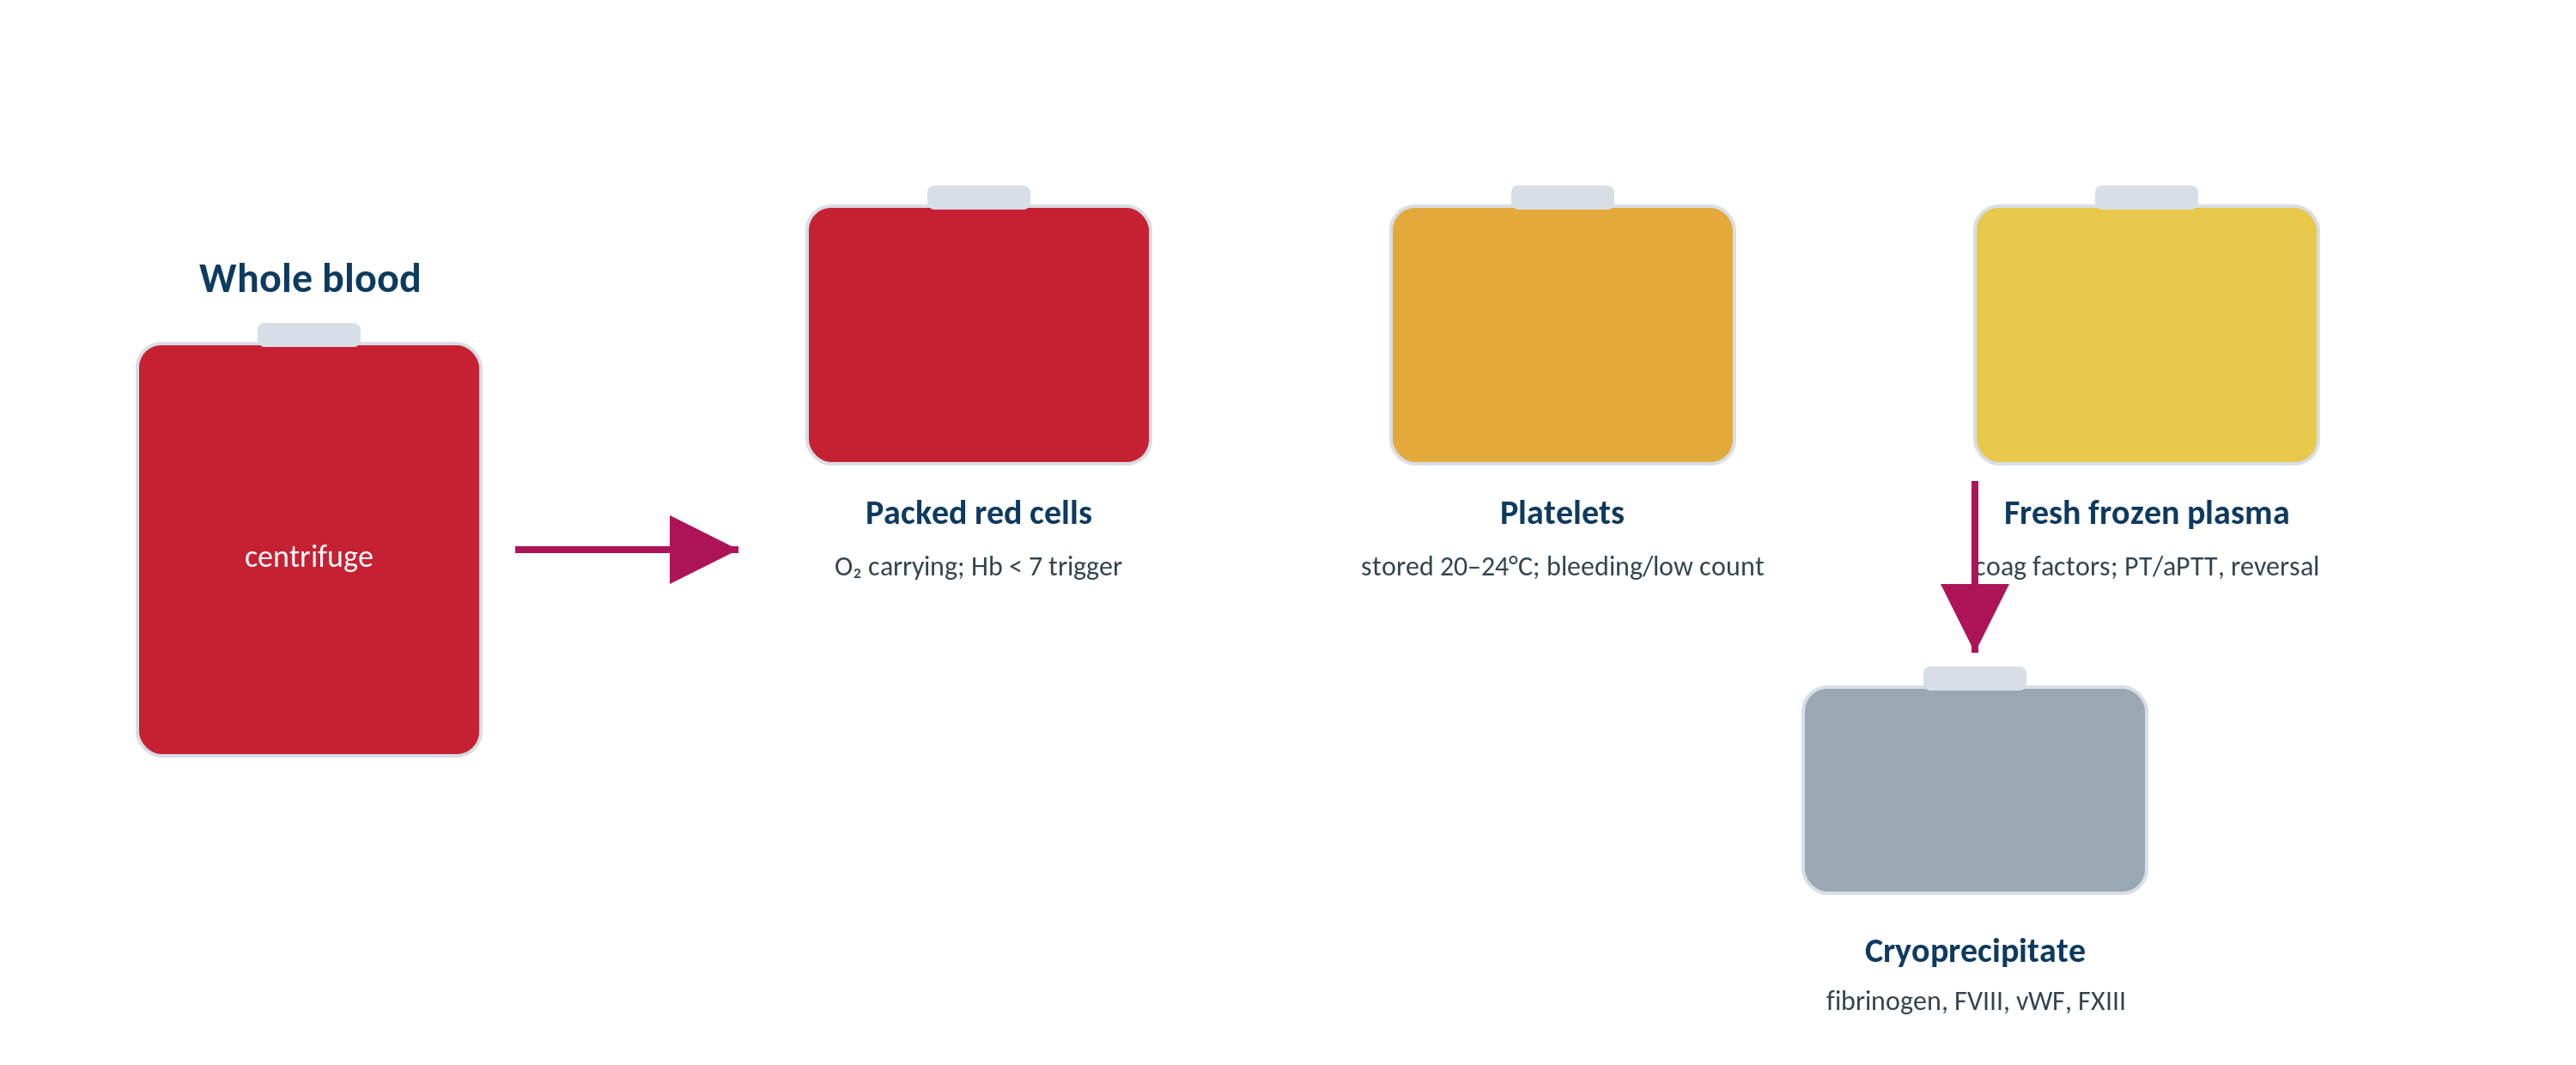 Whole blood
centrifuge
Packed red cells
O₂ carrying; Hb < 7 trigger
Platelets
stored 20–24°C; bleeding/low count
Fresh frozen plasma
coag factors; PT/aPTT, reversal
Cryoprecipitate
fibrinogen, FVIII, vWF, FXIII